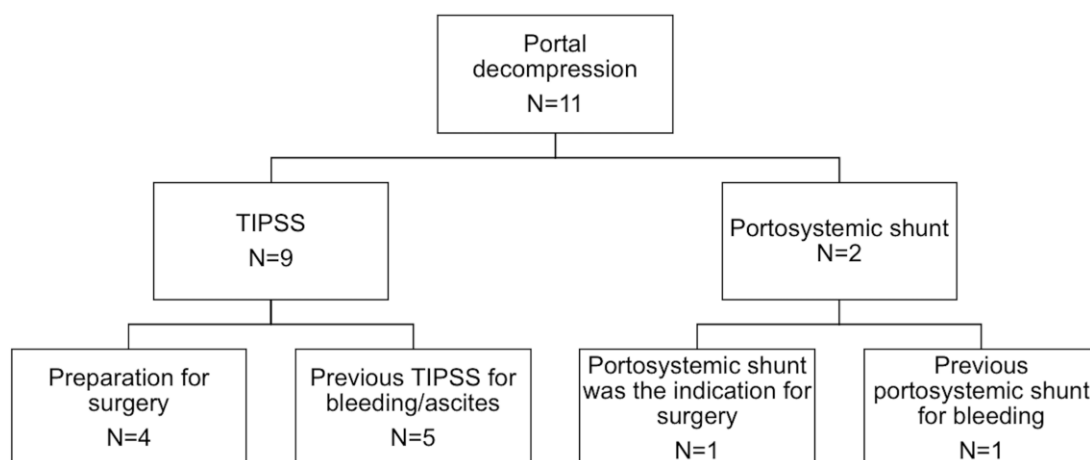 Portal
decompression
N=11
TIPSS
N=9
Portosystemic shunt
N=2
Preparation for
surgery
N=4
Previous TIPSS for
bleeding/ascites
N=5
Portosystemic shunt
was the indication for
surgery
N=1
Previous
portosystemic shunt
for bleeding
N=1